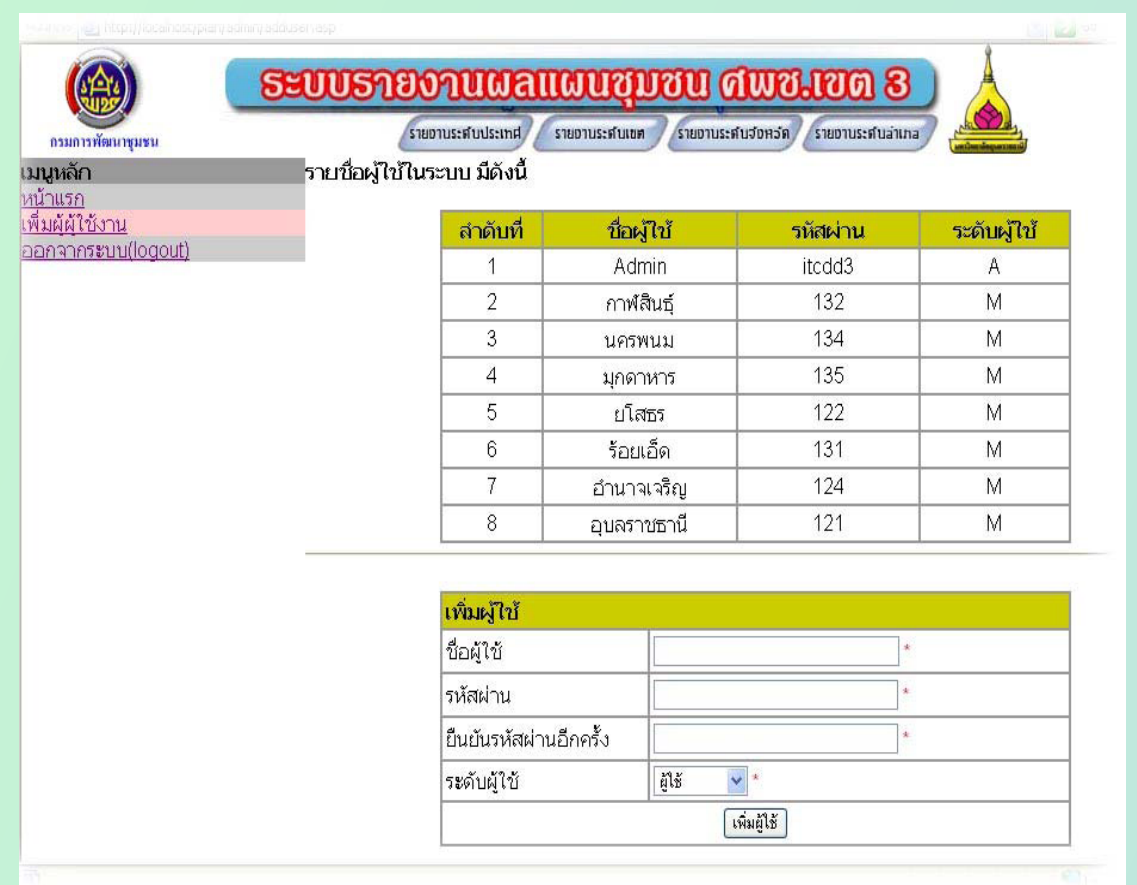 http://localhost/plan/admin/adduser.asp
ระบบรายงานผลแผนชุมชน ศพช.เขต 3
กรมการพัฒนาชุมชน
รายงานระดับประเทศ รายงานระดับเขต รายงานระดับจังหวัด รายงานระดับอำเภอ
เมนูหลัก
หน้าแรก
เพิ่มผู้ผู้ใช้งาน
ออกจากระบบ(logout)
รายชื่อผู้ใช้ในระบบ มีดังนี้
ลำดับที่ ชื่อผู้ใช้ รหัสผ่าน ระดับผู้ใช้
1 Admin itcdd3 A
2 กาฬสินธุ์ 132 M
3 นครพนม 134 M
4 มุกดาหาร 135 M
5 ยโสธร 122 M
6 ร้อยเอ็ด 131 M
7 อำนาจเจริญ 124 M
8 อุบลราชธานี 121 M
เพิ่มผู้ใช้
ชื่อผู้ใช้ *
รหัสผ่าน *
ยืนยันรหัสผ่านอีกครั้ง *
ระดับผู้ใช้ ผู้ใช้ *
เพิ่มผู้ใช้